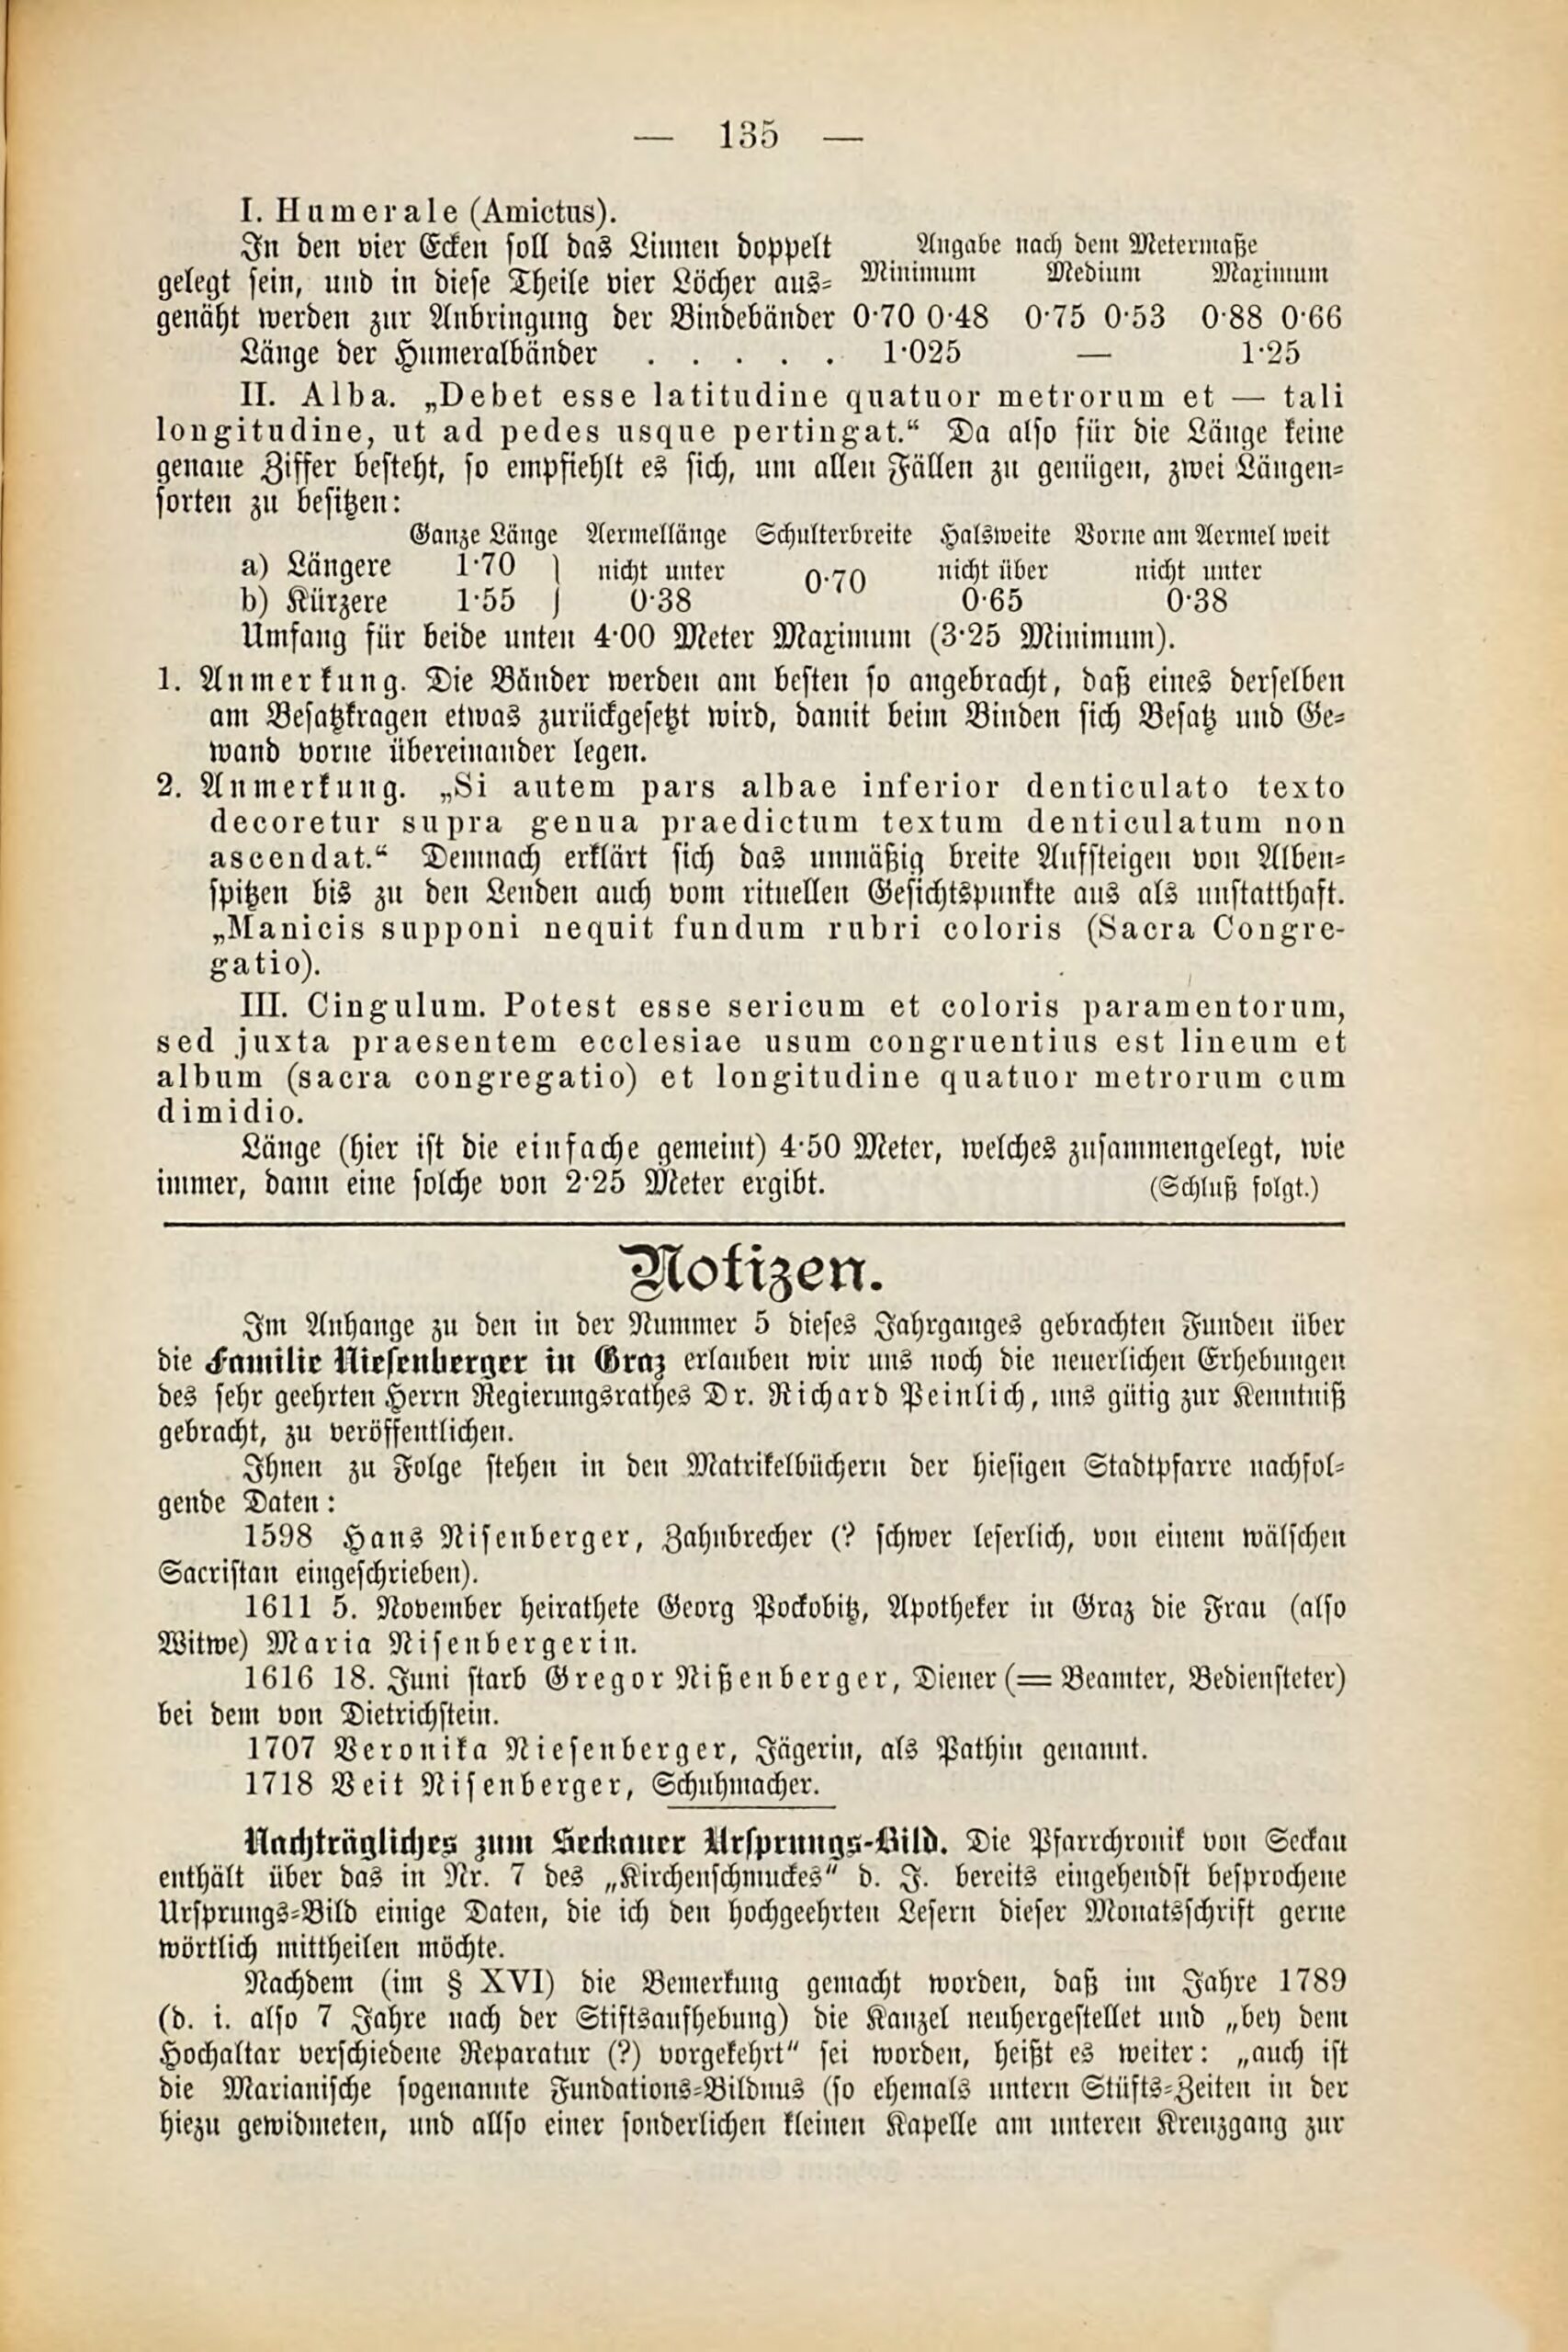 — 135 —
I. Humerale (Amictus).
In den vier Ecken soll das Linnen doppelt Angabe nach dem Metermaße
gelegt sein, und in diese Theile vier Löcher aus= Minimum Medium Maximum
genäht werden zur Anbringung der Bindebänder 0·70 0·48 0·75 0·53 0·88 0·66
Länge der Humeralbänder . . . . . 1·025 — 1·25
II. Alba. „Debet esse latitudine quatuor metrorum et — tali
longitudine, ut ad pedes usque pertingat.“ Da also für die Länge keine
genaue Ziffer besteht, so empfiehlt es sich, um allen Fällen zu genügen, zwei Längen=
sorten zu besitzen:
Ganze Länge Aermellänge Schulterbreite Halsweite Vorne am Aermel weit
a) Längere 1·70 } nicht unter 0·70 nicht über nicht unter
b) Kürzere 1·55 } 0·38 0·65 0·38
Umfang für beide unten 4·00 Meter Maximum (3·25 Minimum).
1. Anmerkung. Die Bänder werden am besten so angebracht, daß eines derselben
am Besatzkragen etwas zurückgesetzt wird, damit beim Binden sich Besatz und Ge=
wand vorne übereinander legen.
2. Anmerkung. „Si autem pars albae inferior denticulato texto
decoretur supra genua praedictum textum denticulatum non
ascendat.“ Demnach erklärt sich das unmäßig breite Aufsteigen von Alben=
spitzen bis zu den Lenden auch vom rituellen Gesichtspunkte aus als unstatthaft.
„Manicis supponi nequit fundum rubri coloris (Sacra Congre-
gatio).
III. Cingulum. Potest esse sericum et coloris paramentorum,
sed juxta praesentem ecclesiae usum congruentius est lineum et
album (sacra congregatio) et longitudine quatuor metrorum cum
dimidio.
Länge (hier ist die einfache gemeint) 4·50 Meter, welches zusammengelegt, wie
immer, dann eine solche von 2·25 Meter ergibt. (Schluß folgt.)
Notizen.
Im Anhange zu den in der Nummer 5 dieses Jahrganges gebrachten Funden über
die Familie Niesenberger in Graz erlauben wir uns noch die neuerlichen Erhebungen
des sehr geehrten Herrn Regierungsrathes Dr. Richard Peinlich, uns gütig zur Kenntniß
gebracht, zu veröffentlichen.
Ihnen zu Folge stehen in den Matrikelbüchern der hiesigen Stadtpfarre nachfol=
gende Daten:
1598 Hans Nisenberger, Zahnbrecher (? schwer leserlich, von einem wälschen
Sacristan eingeschrieben).
1611 5. November heirathete Georg Pockobitz, Apotheker in Graz die Frau (also
Witwe) Maria Nisenbergerin.
1616 18. Juni starb Gregor Nißenberger, Diener (= Beamter, Bediensteter)
bei dem von Dietrichstein.
1707 Veronika Niesenberger, Jägerin, als Pathin genannt.
1718 Veit Nisenberger, Schuhmacher.
Nachträgliches zum Seckauer Ursprungs-Bild. Die Pfarrchronik von Seckau
enthält über das in Nr. 7 des „Kirchenschmuckes“ d. J. bereits eingehendst besprochene
Ursprungs=Bild einige Daten, die ich den hochgeehrten Lesern dieser Monatsschrift gerne
wörtlich mittheilen möchte.
Nachdem (im § XVI) die Bemerkung gemacht worden, daß im Jahre 1789
(d. i. also 7 Jahre nach der Stiftsaufhebung) die Kanzel neuhergestellet und „bey dem
Hochaltar verschiedene Reparatur (?) vorgekehrt“ sei worden, heißt es weiter: „auch ist
die Marianische sogenannte Fundations=Bildnus (so ehemals untern Stüfts=Zeiten in der
hiezu gewidmeten, und allso einer sonderlichen kleinen Kapelle am unteren Kreuzgang zur